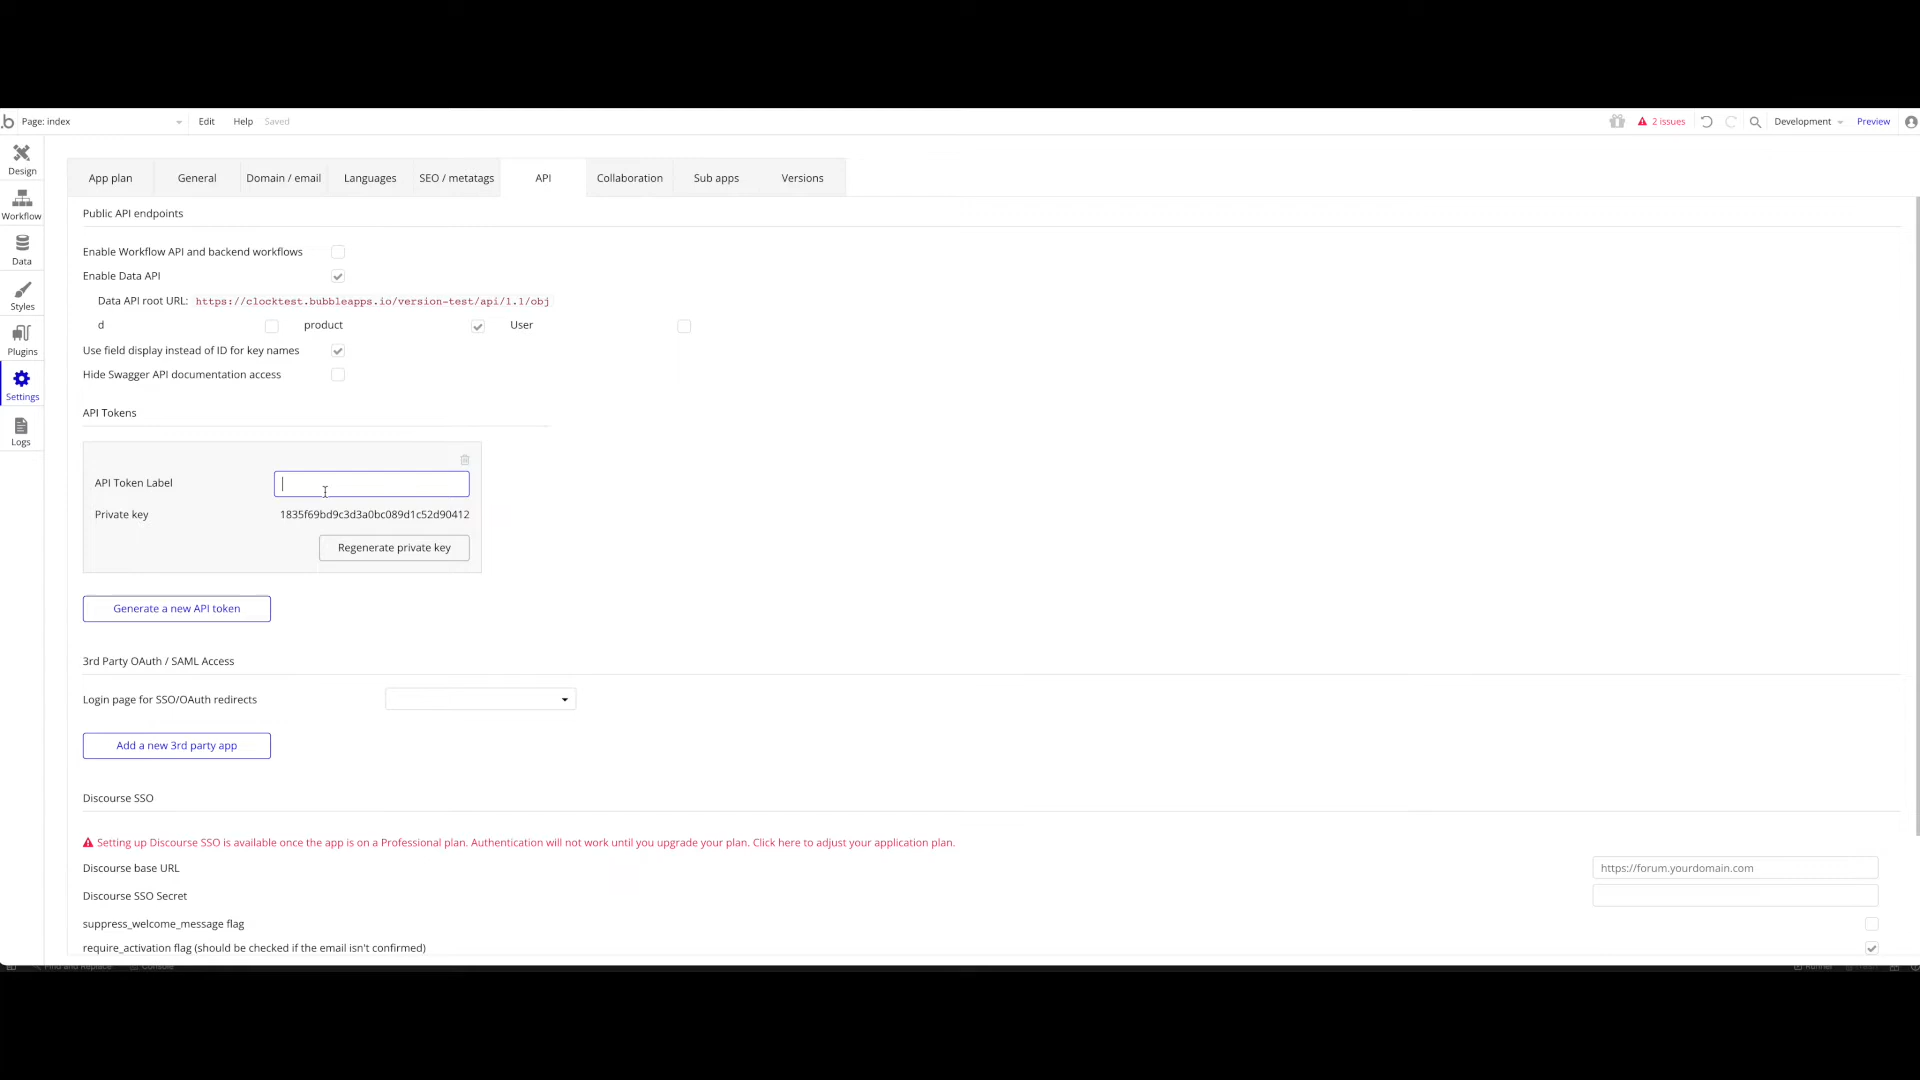 .b Page: index Edit Help Saved 2 issues Development Preview
Design
Workflow
Data
Styles
Plugins
Settings
Logs
App plan General Domain / email Languages SEO / metatags API Collaboration Sub apps Versions
Public API endpoints
Enable Workflow API and backend workflows
Enable Data API
Data API root URL: https://clocktest.bubbleapps.io/version-test/api/1.1/obj
d product User
Use field display instead of ID for key names
Hide Swagger API documentation access
API Tokens
API Token Label
Private key 1835f69bd9c3d3a0bc089d1c52d90412
Regenerate private key
Generate a new API token
3rd Party OAuth / SAML Access
Login page for SSO/OAuth redirects
Add a new 3rd party app
Discourse SSO
Setting up Discourse SSO is available once the app is on a Professional plan. Authentication will not work until you upgrade your plan. Click here to adjust your application plan.
Discourse base URL https://forum.yourdomain.com
Discourse SSO Secret
suppress_welcome_message flag
require_activation flag (should be checked if the email isn't confirmed)
Find and Replace Console